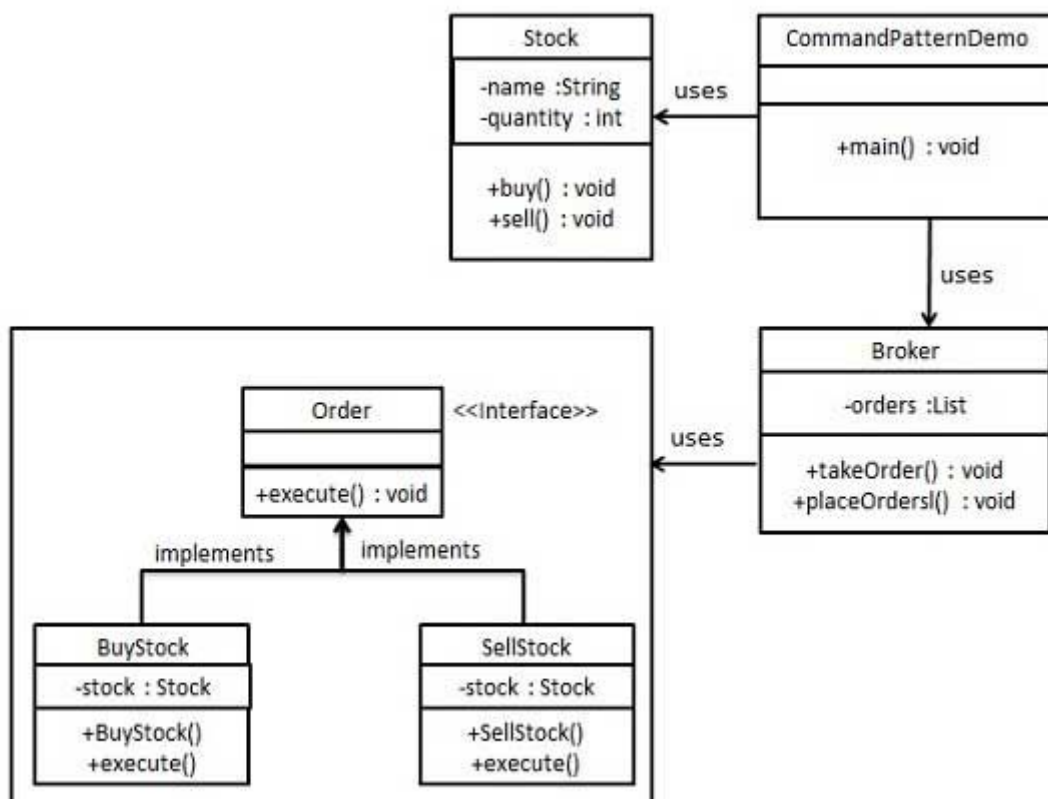 Stock
-name :String
-quantity : int
+buy() : void
+sell() : void
uses
CommandPatternDemo
+main() : void
uses
Broker
-orders :List
+takeOrder() : void
+placeOrdersl() : void
uses
Order
<<Interface>>
+execute() : void
implements
implements
BuyStock
-stock : Stock
+BuyStock()
+execute()
SellStock
-stock : Stock
+SellStock()
+execute()